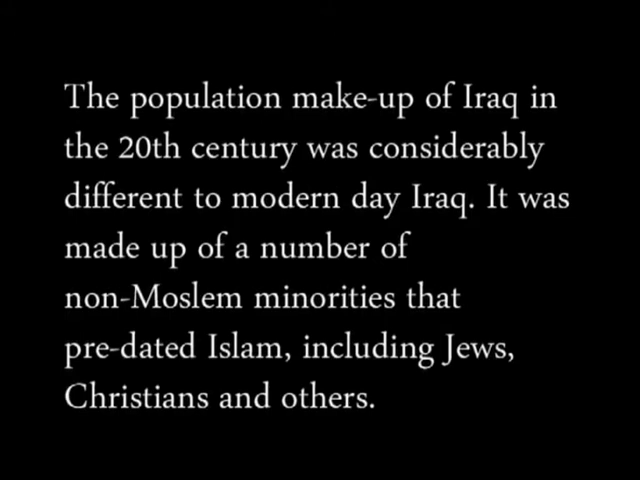 The population make-up of Iraq in
the 20th century was considerably
different to modern day Iraq. It was
made up of a number of
non-Moslem minorities that
pre-dated Islam, including Jews,
Christians and others.